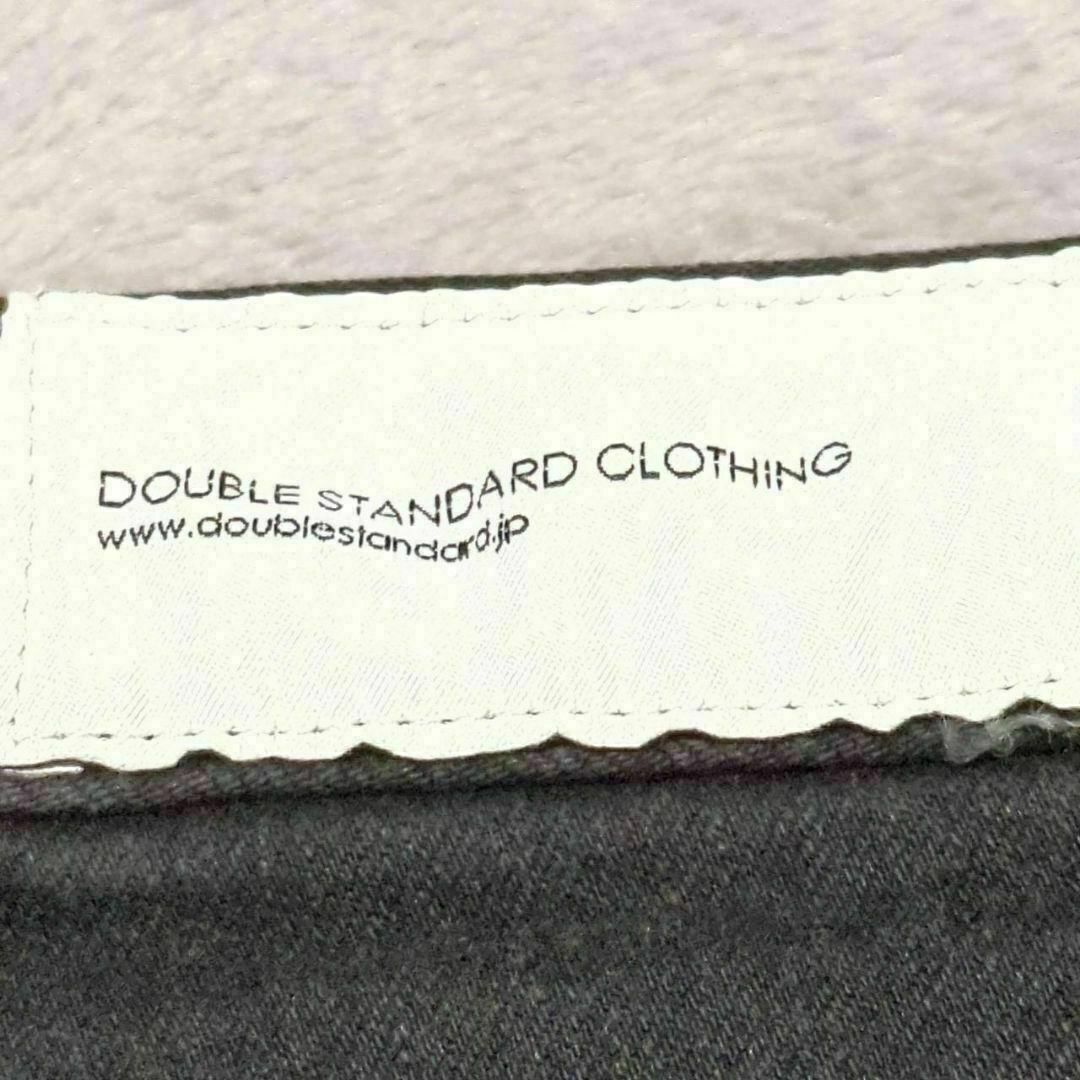 DOUBLE STANDARD CLOTHING
www.doublestandard.jp